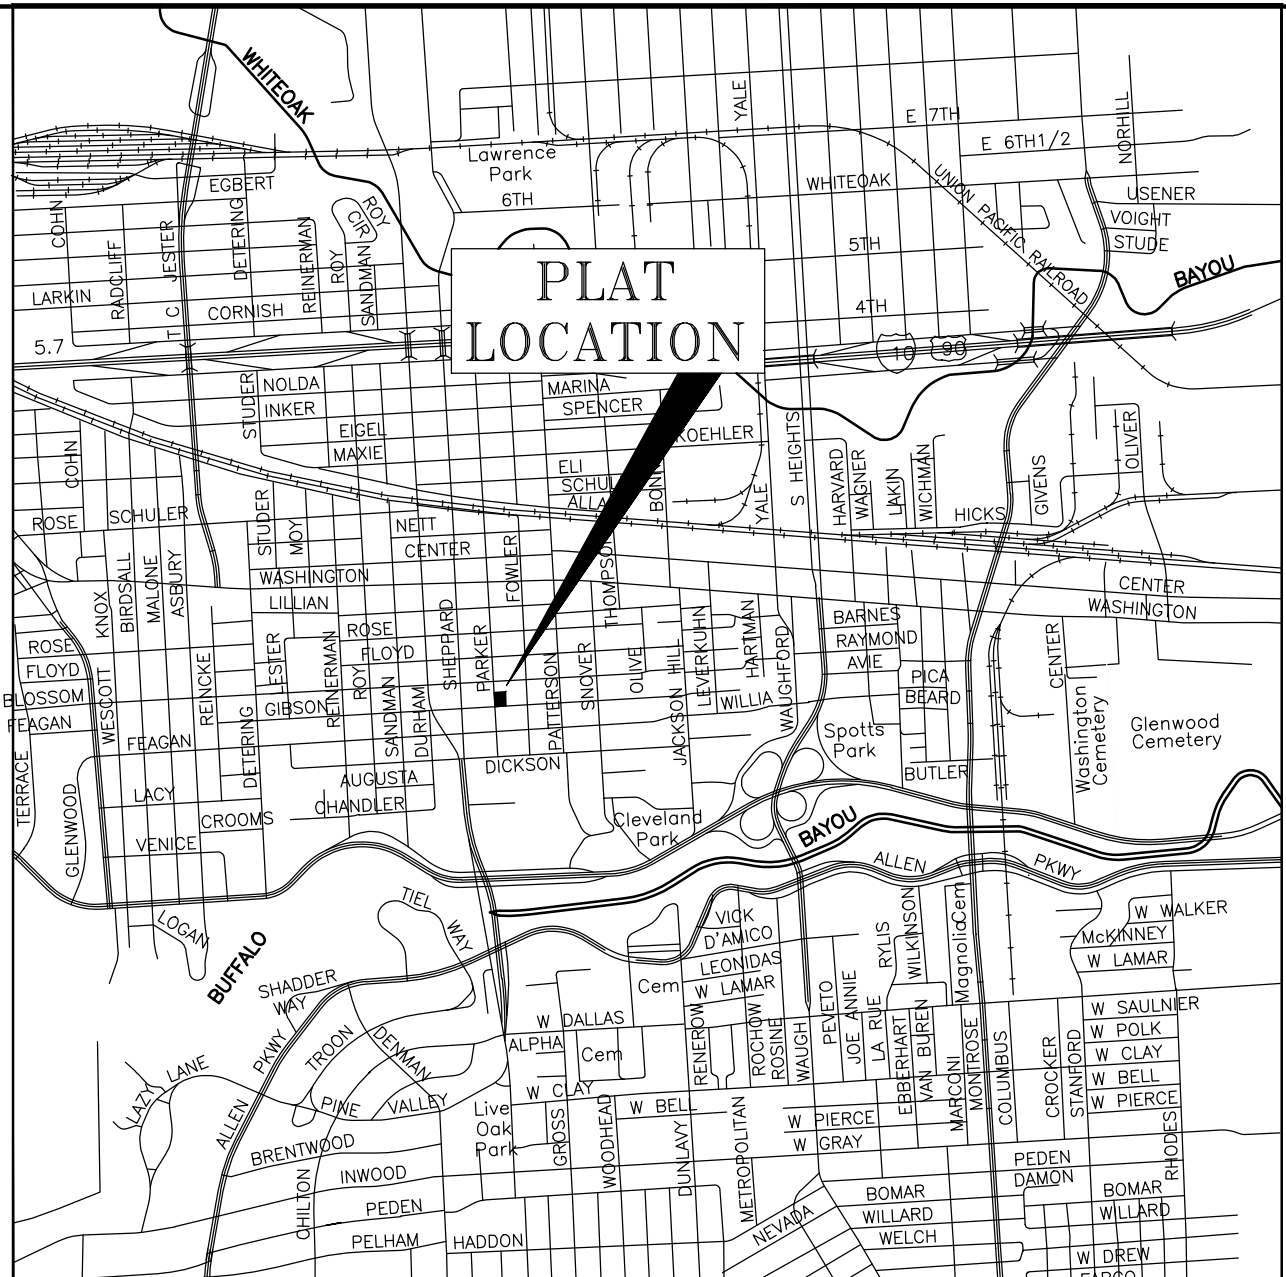 WHITEOAK
YALE
E 7TH
E 6TH1/2
NORHILL
Lawrence
Park
6TH
WHITEOAK
UNION PACIFIC RAILROAD
USENER
VOIGHT
STUDE
EGBERT
COHN
RADCLIFF
T C JESTER
DETERING
REINERMAN
ROY
ROY
CIR
SANDMAN
5TH
4TH
BAYOU
LARKIN
CORNISH
5.7
PLAT
LOCATION
10
90
STUDER
NOLDA
INKER
EIGEL
MAXIE
MARINA
SPENCER
KOEHLER
ELI
SCHUL
ALLA
BONN
YALE
S HEIGHTS
HARVARD
WAGNER
LAKIN
WICHMAN
HICKS
GIVENS
OLIVER
COHN
ROSE
SCHULER
STUDER
MOY
NETT
CENTER
FOWLER
THOMPSON
WASHINGTON
LILLIAN
CENTER
WASHINGTON
KNOX
BIRDSALL
MALONE
ASBURY
ROSE
FLOYD
BLOSSOM
FEAGAN
WESCOTT
REINCKE
LESTER
GIBSON
REINERMAN
ROSE
FLOYD
ROY
SANDMAN
DURHAM
SHEPPARD
PARKER
PATTERSON
SNOVER
OLIVE
JACKSON HILL
LEVERKUHN
HARTMAN
WAUGHFORD
WILLIA
BARNES
RAYMOND
AVIE
PICA
BEARD
CENTER
Washington
Cemetery
Glenwood
Cemetery
Spotts
Park
BUTLER
FEAGAN
DETERING
DICKSON
AUGUSTA
CHANDLER
TERRACE
GLENWOOD
LACY
CROOMS
VENICE
Cleveland
Park
BAYOU
ALLEN
PKWY
LOGAN
BUFFALO
TIEL
WAY
SHADDER
WAY
VICK
D'AMICO
LEONIDAS
W LAMAR
Cem
RYLIS
WILKINSON
Magnolia Cem
W WALKER
McKINNEY
W LAMAR
W DALLAS
ALPHA
Cem
RENEROW
ROCHOW
ROSINE
WAUGH
PEVETO
JOE ANNIE
LA RUE
EBBERHART
VAN BUREN
MARCONI
MONTROSE
COLUMBUS
CROCKER
STANFORD
W SAULNIER
W POLK
W CLAY
W BELL
W PIERCE
RHODES
LAZY
LANE
ALLEN
PKWY
TROON
DENMAN
PINE
VALLEY
Live
Oak
Park
W CLAY
W BELL
GROSS
WOODHEAD
DUNLAVY
METROPOLITAN
W PIERCE
W GRAY
BRENTWOOD
INWOOD
CHILTON
PEDEN
PELHAM
HADDON
NEVADA
BOMAR
WILLARD
WELCH
PEDEN
DAMON
BOMAR
WILLARD
W DREW
FARGO